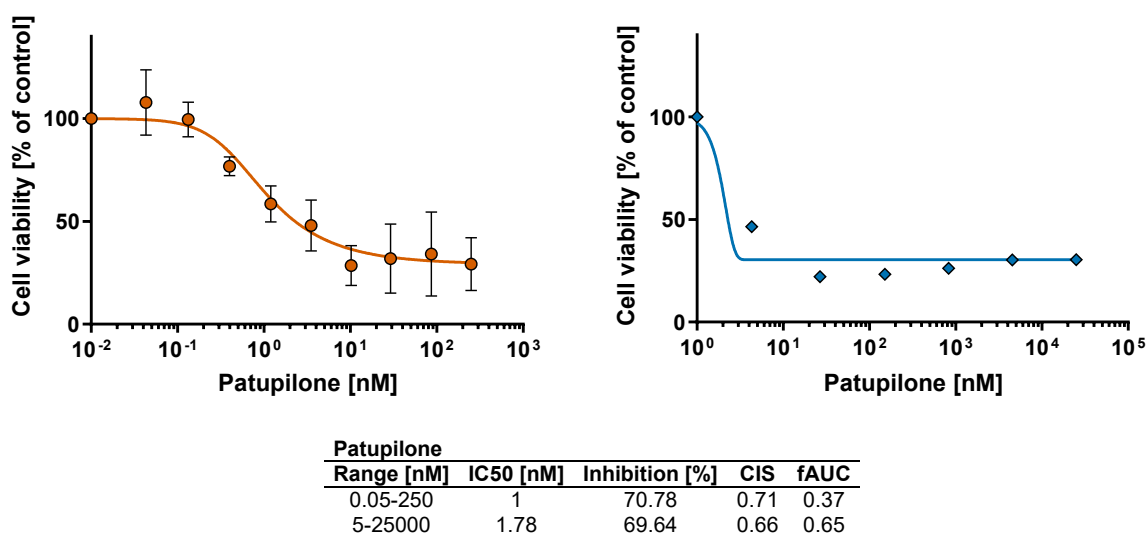 Cell viability [% of control]
100
50
0
10-2 10-1 100 101 102 103
Patupilone [nM]
Cell viability [% of control]
100
50
0
100 101 102 103 104 105
Patupilone [nM]
Patupilone
Range [nM] IC50 [nM] Inhibition [%] CIS fAUC
0.05-250 1 70.78 0.71 0.37
5-25000 1.78 69.64 0.66 0.65